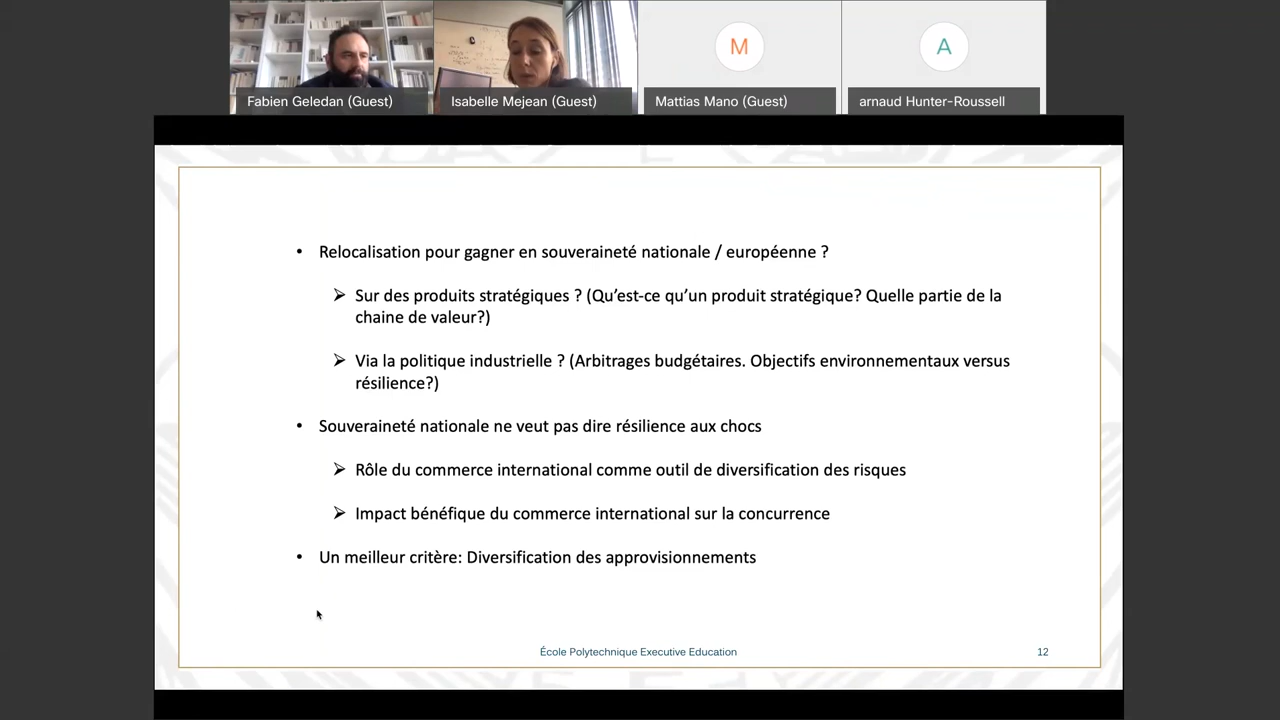 Fabien Geledan (Guest)
Isabelle Mejean (Guest)
M
Mattias Mano (Guest)
A
arnaud Hunter-Roussell
• Relocalisation pour gagner en souveraineté nationale / européenne ?
➢ Sur des produits stratégiques ? (Qu’est-ce qu’un produit stratégique? Quelle partie de la
chaine de valeur?)
➢ Via la politique industrielle ? (Arbitrages budgétaires. Objectifs environnementaux versus
résilience?)
• Souveraineté nationale ne veut pas dire résilience aux chocs
➢ Rôle du commerce international comme outil de diversification des risques
➢ Impact bénéfique du commerce international sur la concurrence
• Un meilleur critère: Diversification des approvisionnements
École Polytechnique Executive Education
12